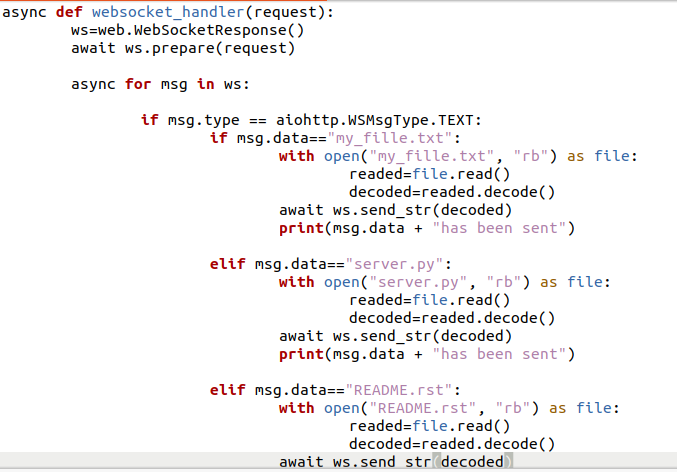 async def websocket_handler(request):
        ws=web.WebSocketResponse()
        await ws.prepare(request)
        async for msg in ws:
                if msg.type == aiohttp.WSMsgType.TEXT:
                        if msg.data=="my_fille.txt":
                                with open("my_fille.txt", "rb") as file:
                                        readed=file.read()
                                        decoded=readed.decode()
                                await ws.send_str(decoded)
                                print(msg.data + "has been sent")
                        elif msg.data=="server.py":
                                with open("server.py", "rb") as file:
                                        readed=file.read()
                                        decoded=readed.decode()
                                await ws.send_str(decoded)
                                print(msg.data + "has been sent")
                        elif msg.data=="README.rst":
                                with open("README.rst", "rb") as file:
                                        readed=file.read()
                                        decoded=readed.decode()
                                await ws.send_str(decoded)